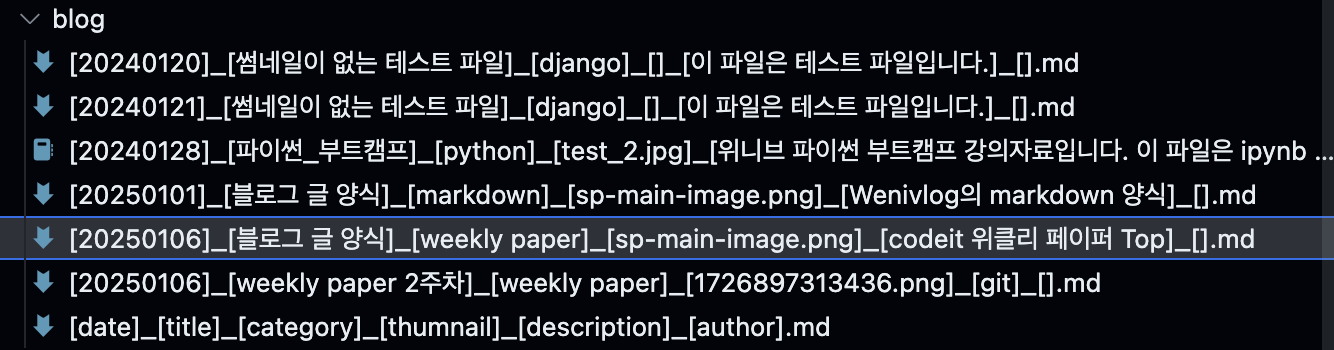 blog
[20240120]_[썸네일이 없는 테스트 파일]_[django]_[]_[이 파일은 테스트 파일입니다.]_[].md
[20240121]_[썸네일이 없는 테스트 파일]_[django]_[]_[이 파일은 테스트 파일입니다.]_[].md
[20240128]_[파이썬_부트캠프]_[python]_[test_2.jpg]_[위니브 파이썬 부트캠프 강의자료입니다. 이 파일은 ipynb ...
[20250101]_[블로그 글 양식]_[markdown]_[sp-main-image.png]_[Wenivlog의 markdown 양식]_[].md
[20250106]_[블로그 글 양식]_[weekly paper]_[sp-main-image.png]_[codeit 위클리 페이퍼 Top]_[].md
[20250106]_[weekly paper 2주차]_[weekly paper]_[1726897313436.png]_[git]_[].md
[date]_[title]_[category]_[thumnail]_[description]_[author].md